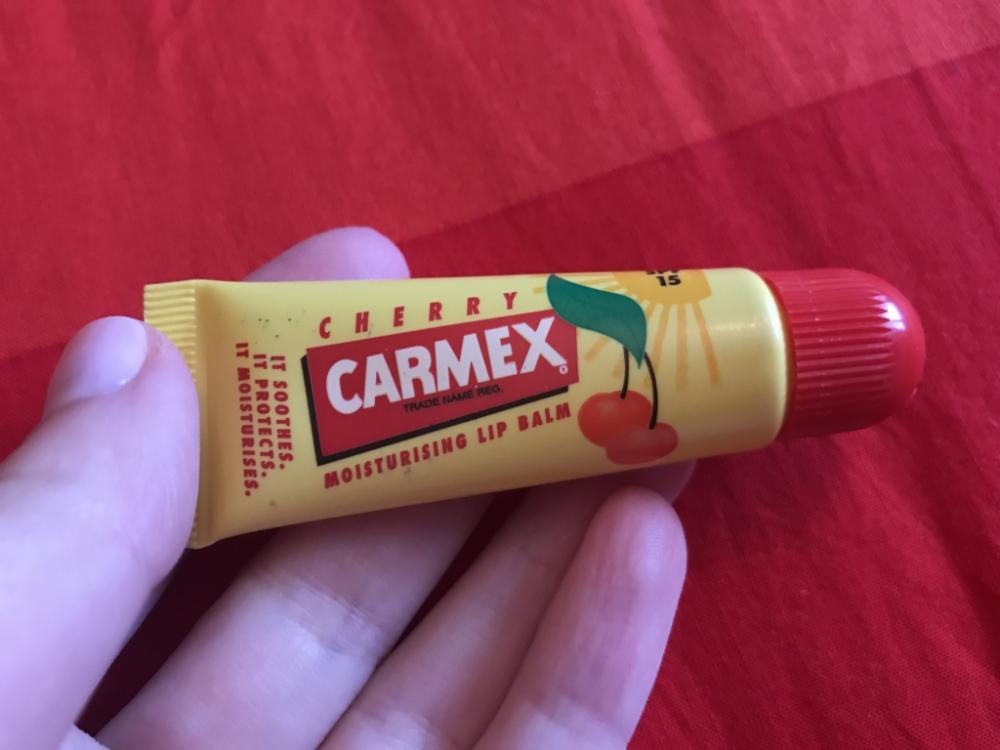 CHERRY
CARMEX
TRADE NAME REG.
MOISTURISING LIP BALM
IT SOOTHES.
IT PROTECTS.
IT MOISTURISES.
15